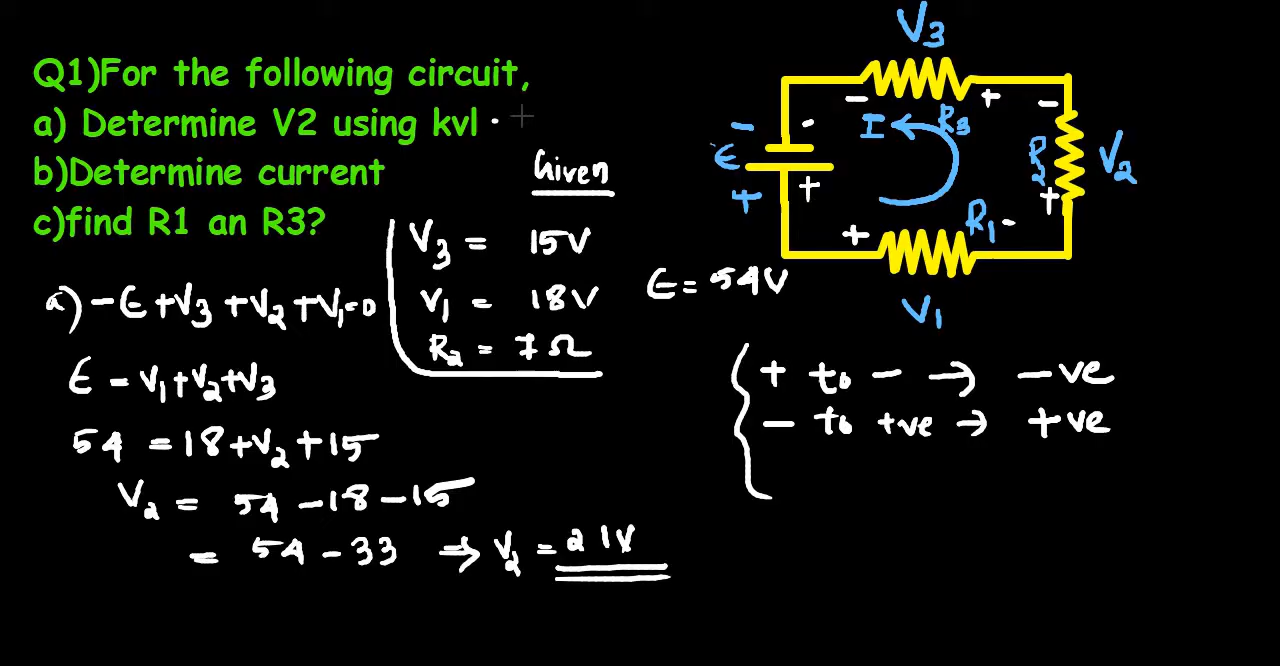 Q1)For the following circuit,
a) Determine V2 using kvl
b)Determine current
c)find R1 an R3?
Given
V3 = 15V
V1 = 18V
R2 = 7Ω
ϵ = 54V
a) -ϵ +V3 +V2 +V1=0
ϵ = V1+V2+V3
54 = 18+V2+15
V2 = 54 -18 -15
= 54 - 33 ⇒ V2 = 21V
V3
- +
I R3
- ϵ +
- +
- R2 + V2
+ R1 -
V1
+ to - → -ve
- to +ve → +ve